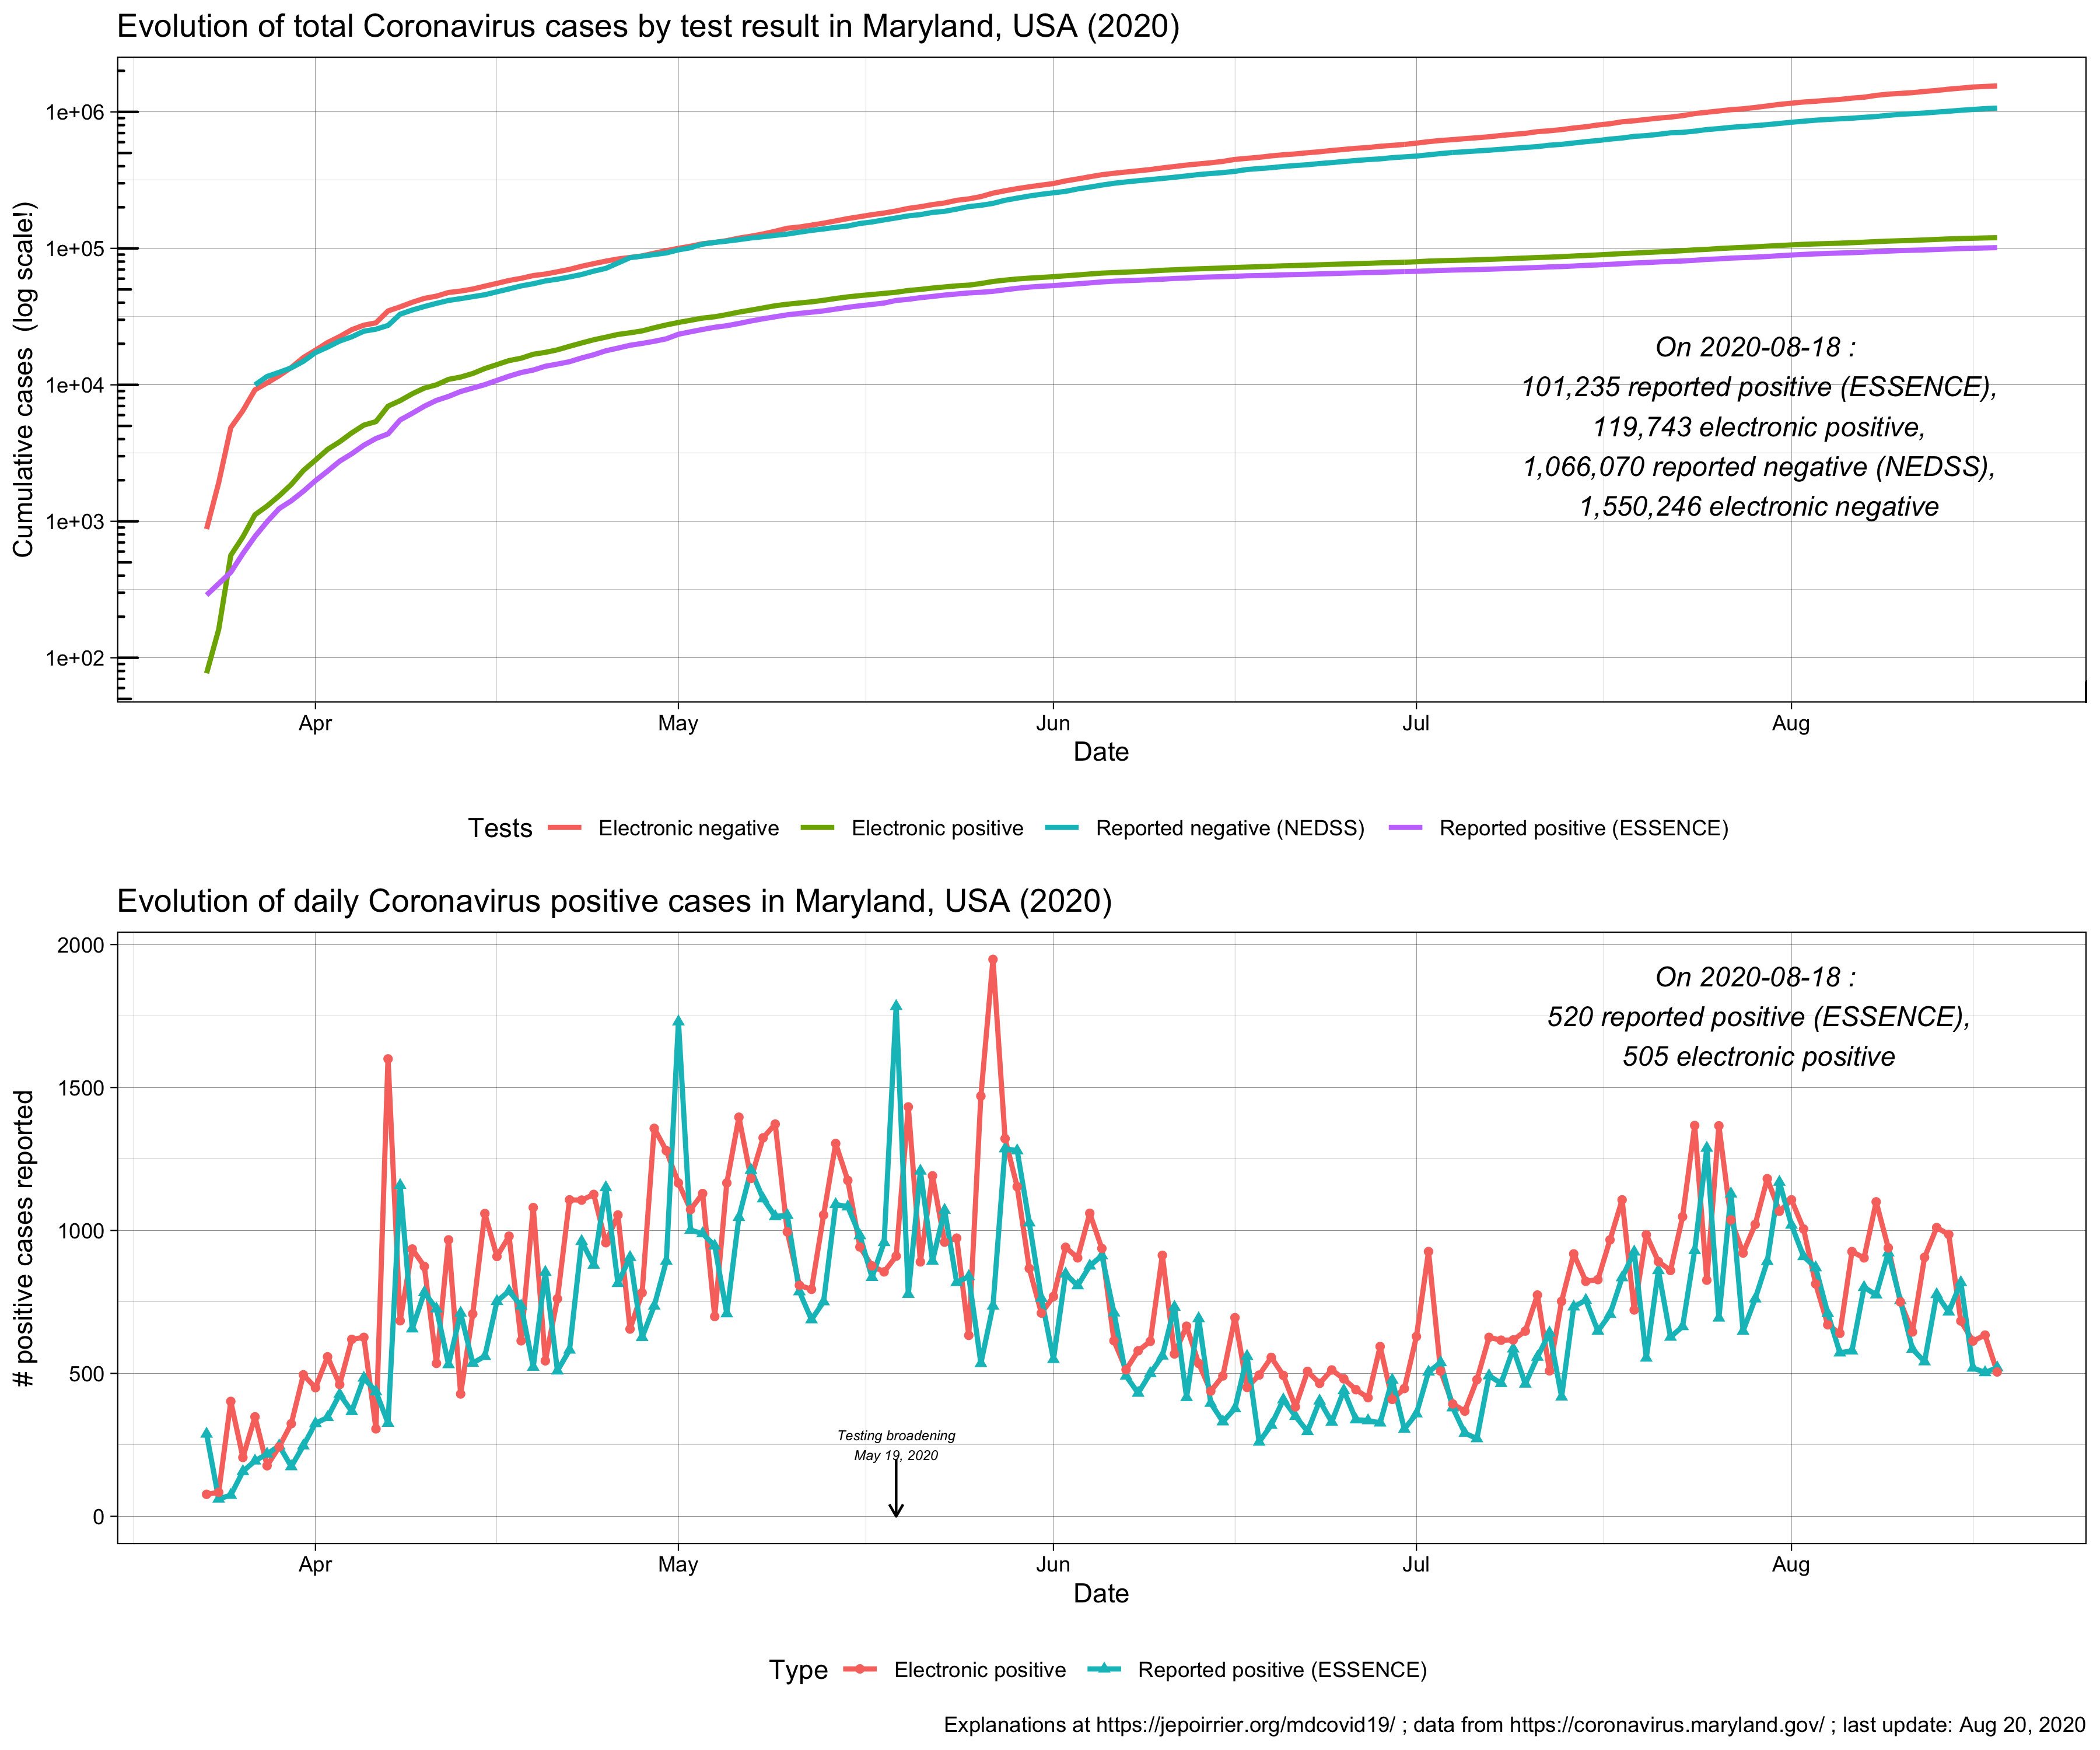 Evolution of total Coronavirus cases by test result in Maryland, USA (2020)
Cumulative cases (log scale!)
1e+06
1e+05
1e+04
1e+03
1e+02
On 2020-08-18 :
101,235 reported positive (ESSENCE),
119,743 electronic positive,
1,066,070 reported negative (NEDSS),
1,550,246 electronic negative
Apr May Jun Jul Aug
Date
Tests Electronic negative Electronic positive Reported negative (NEDSS) Reported positive (ESSENCE)
Evolution of daily Coronavirus positive cases in Maryland, USA (2020)
# positive cases reported
2000
1500
1000
500
0
On 2020-08-18 :
520 reported positive (ESSENCE),
505 electronic positive
Testing broadening
May 19, 2020
Apr May Jun Jul Aug
Date
Type Electronic positive Reported positive (ESSENCE)
Explanations at https://jepoirrier.org/mdcovid19/ ; data from https://coronavirus.maryland.gov/ ; last update: Aug 20, 2020